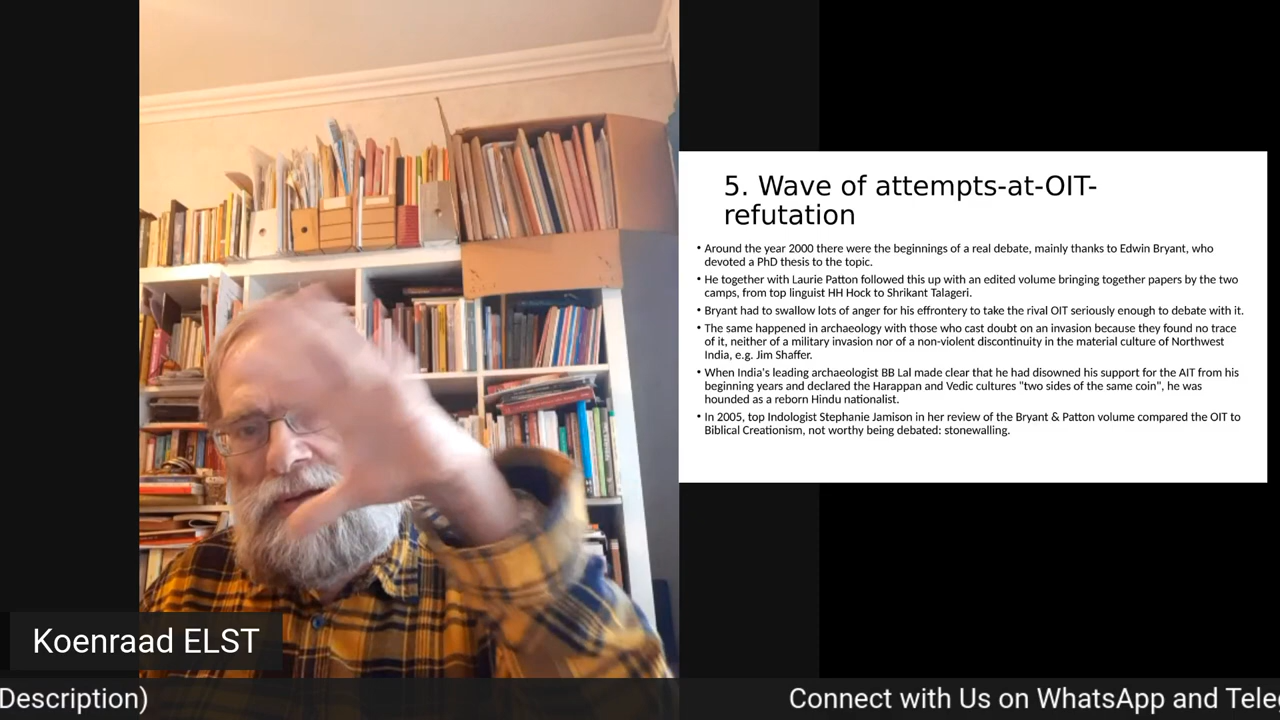 5. Wave of attempts-at-OIT-
refutation
• Around the year 2000 there were the beginnings of a real debate, mainly thanks to Edwin Bryant, who
devoted a PhD thesis to the topic.
• He together with Laurie Patton followed this up with an edited volume bringing together papers by the two
camps, from top linguist HH Hock to Shrikant Talageri.
• Bryant had to swallow lots of anger for his effrontery to take the rival OIT seriously enough to debate with it.
• The same happened in archaeology with those who cast doubt on an invasion because they found no trace
of it, neither of a military invasion nor of a non-violent discontinuity in the material culture of Northwest
India, e.g. Jim Shaffer.
• When India's leading archaeologist BB Lal made clear that he had disowned his support for the AIT from his
beginning years and declared the Harappan and Vedic cultures "two sides of the same coin", he was
hounded as a reborn Hindu nationalist.
• In 2005, top Indologist Stephanie Jamison in her review of the Bryant & Patton volume compared the OIT to
Biblical Creationism, not worthy being debated: stonewalling.
Koenraad ELST
Description)
Connect with Us on WhatsApp and Tele